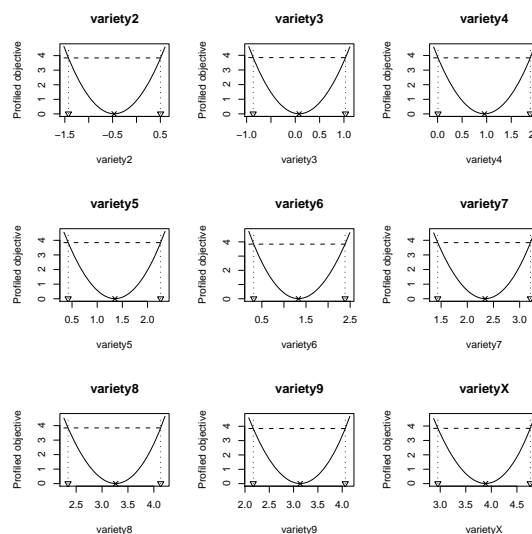 variety2
Profiled objective
0 1 2 3 4
−1.5 −0.5 0.5
variety2
variety3
Profiled objective
0 1 2 3 4
−1.0 0.0 1.0
variety3
variety4
Profiled objective
0 1 2 3 4
0.0 0.5 1.0 1.5
variety4
variety5
Profiled objective
0 1 2 3 4
0.5 1.0 1.5 2.0
variety5
variety6
Profiled objective
0 2 4
0.5 1.5 2.5
variety6
variety7
Profiled objective
0 1 2 3 4
1.5 2.0 2.5 3.0
variety7
variety8
Profiled objective
0 1 2 3 4
2.5 3.0 3.5 4.0
variety8
variety9
Profiled objective
0 1 2 3 4
2.0 2.5 3.0 3.5 4.0
variety9
varietyX
Profiled objective
0 1 2 3 4
3.0 3.5 4.0 4.5
varietyX